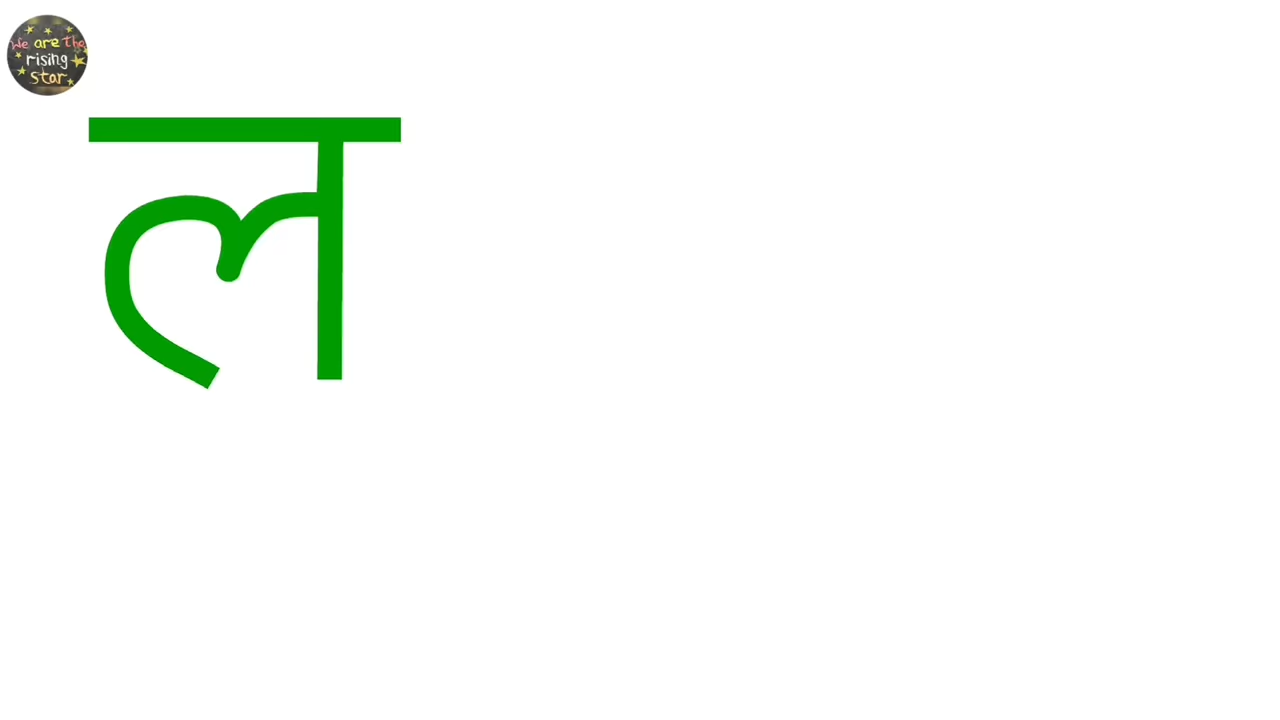 We are the
rising
star
ल